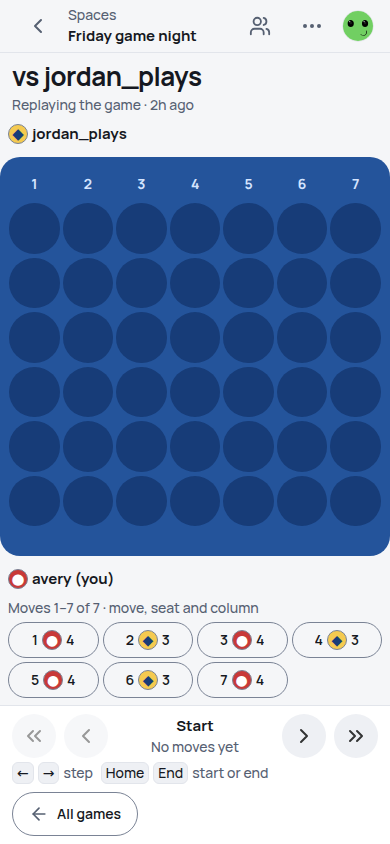 Spaces
Friday game night
vs jordan_plays
Replaying the game · 2h ago
jordan_plays
1 2 3 4 5 6 7
avery (you)
Moves 1–7 of 7 · move, seat and column
1 4 2 3 3 4 4 3
5 4 6 3 7 4
Start
No moves yet
← → step Home End start or end
All games